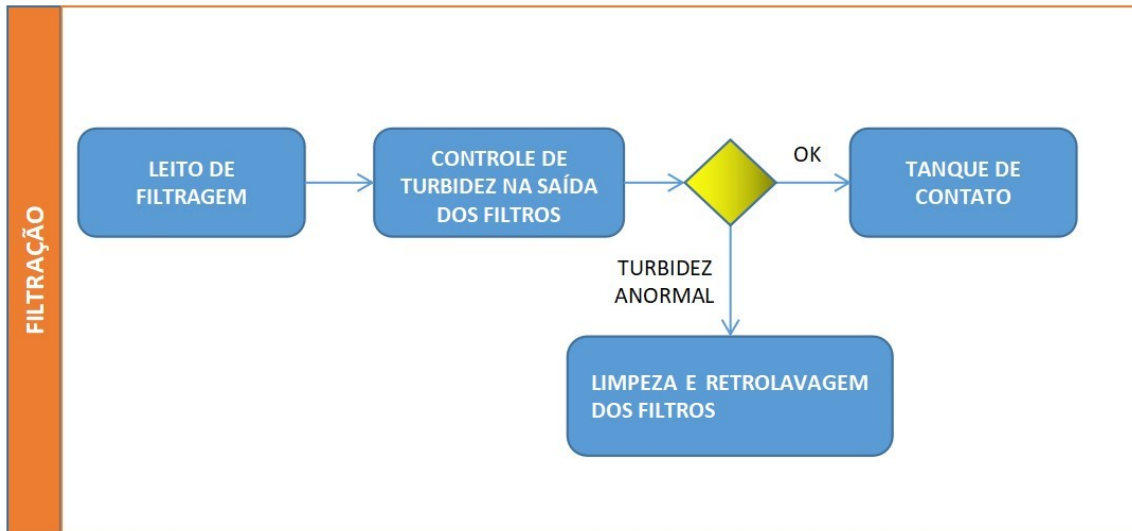 FILTRAÇÃO
LEITO DE
FILTRAGEM
CONTROLE DE
TURBIDEZ NA SAÍDA
DOS FILTROS
OK
TANQUE DE
CONTATO
TURBIDEZ
ANORMAL
LIMPEZA E RETROLAVAGEM
DOS FILTROS